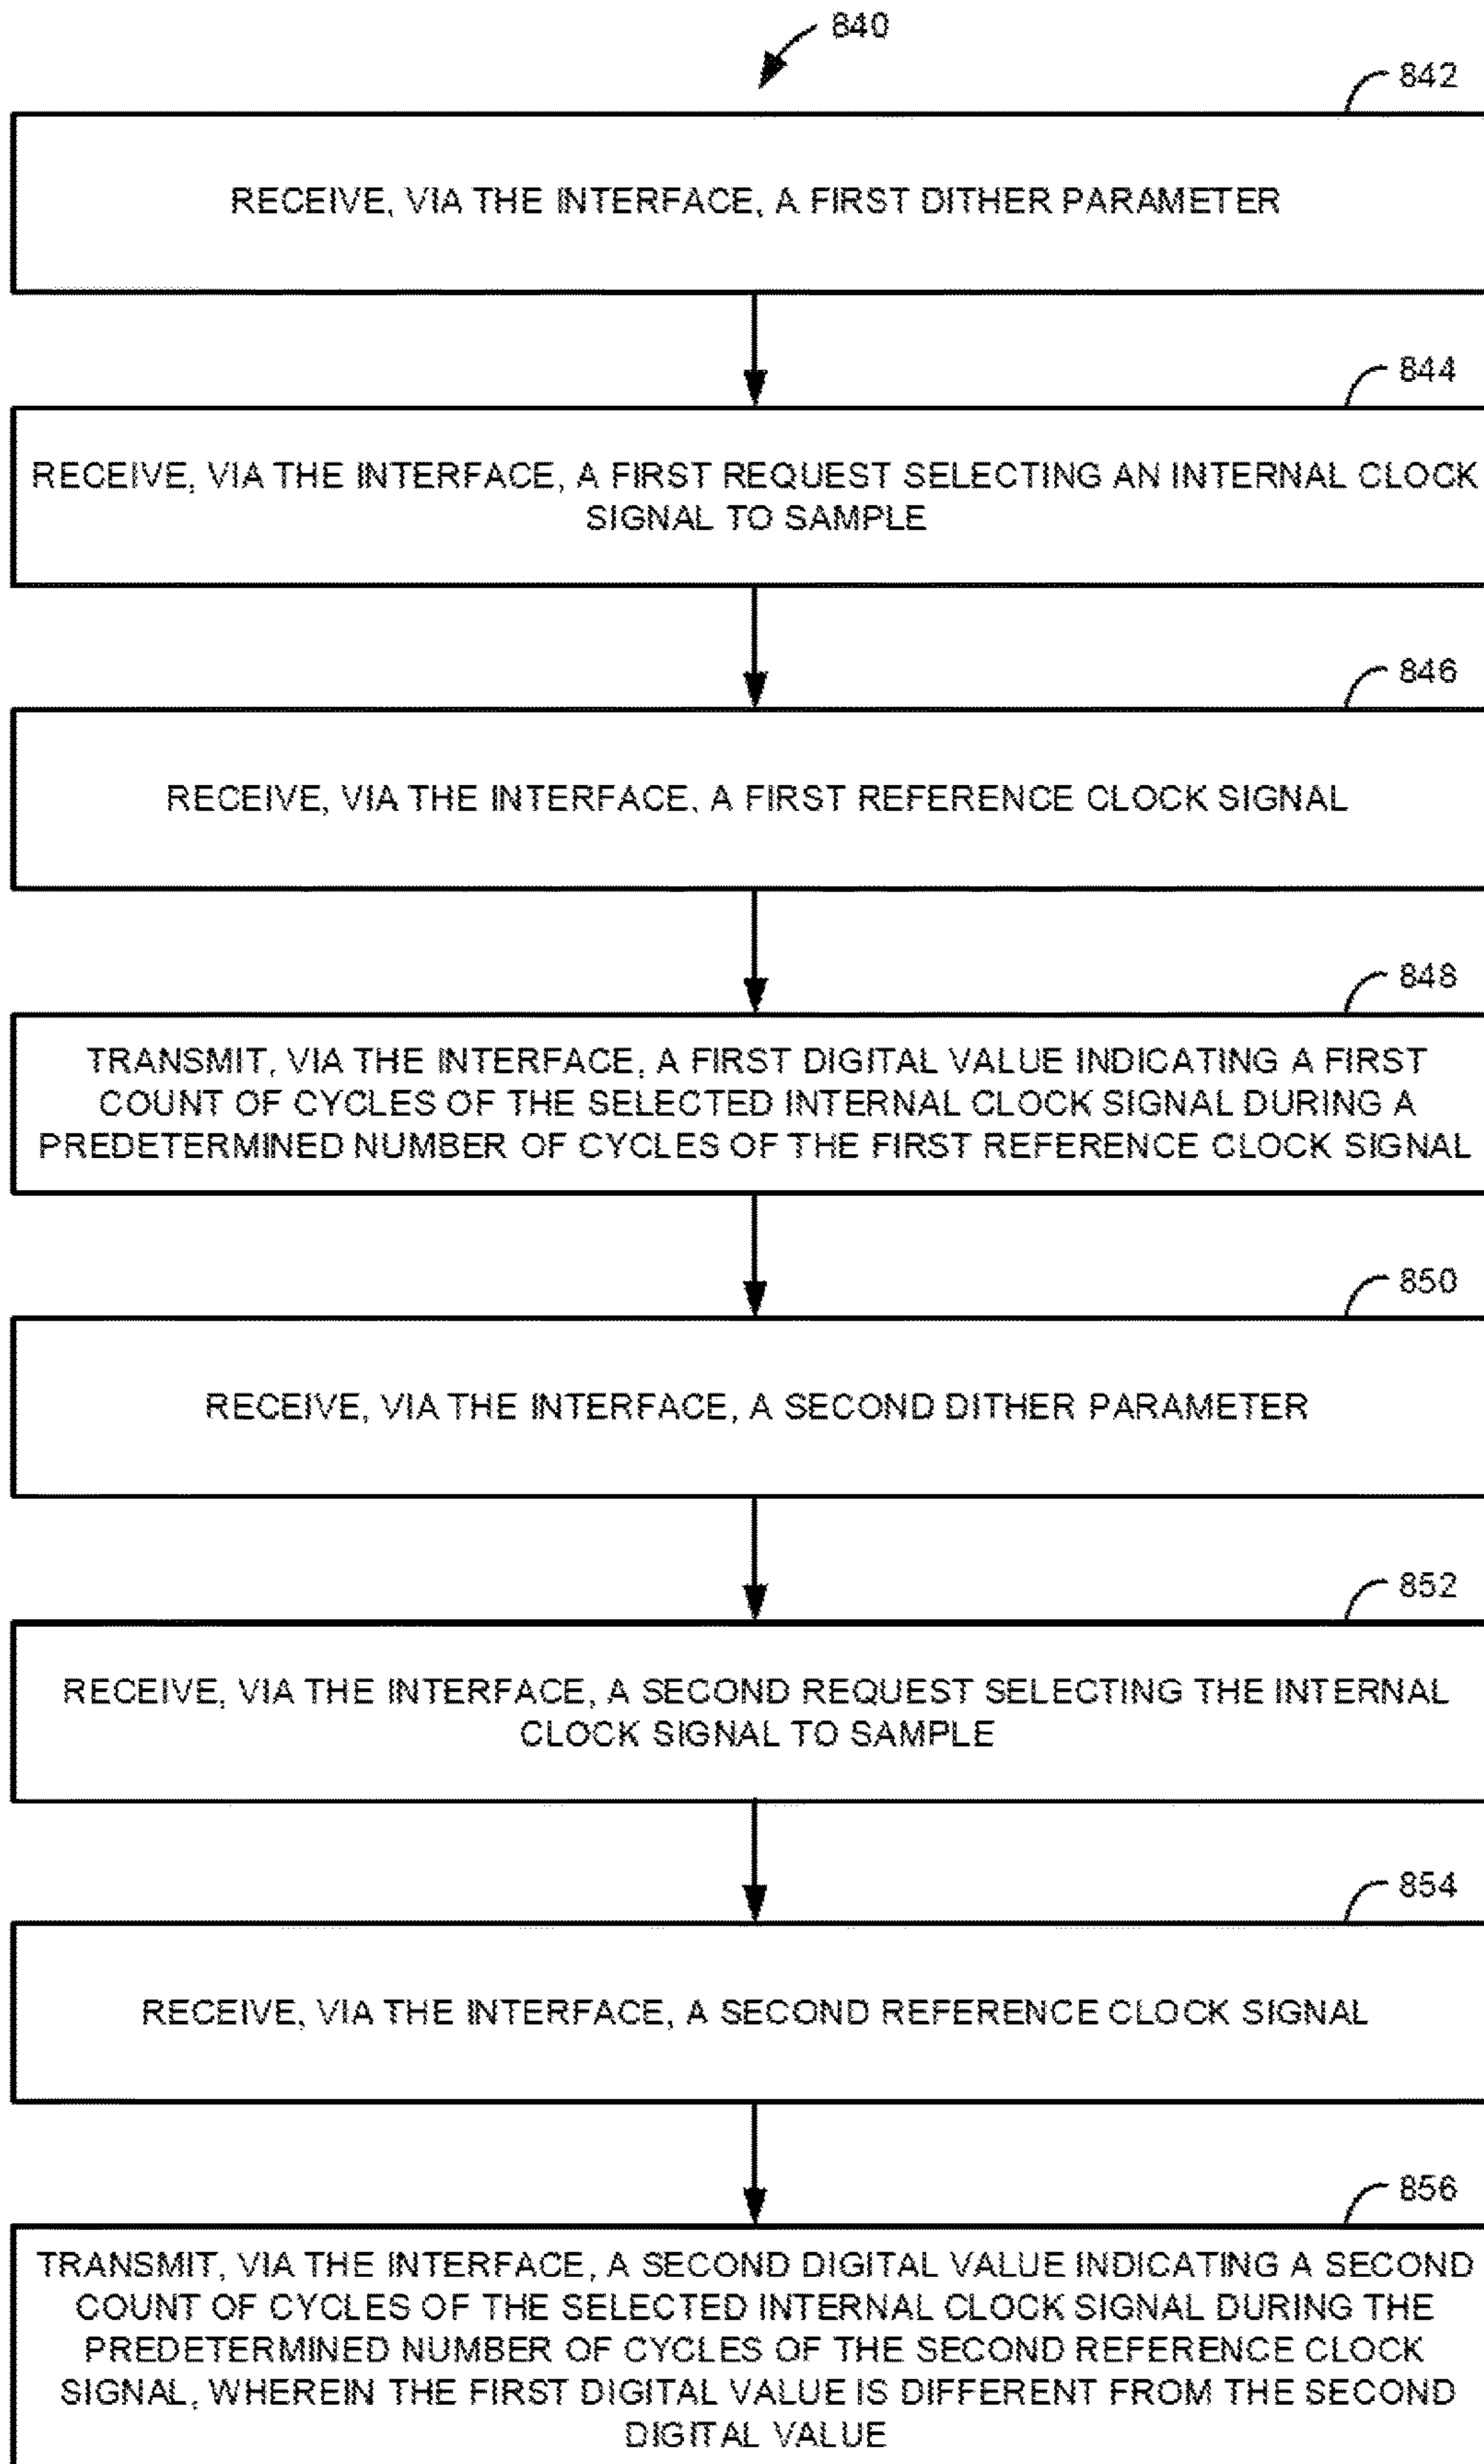 840
842
RECEIVE, VIA THE INTERFACE, A FIRST DITHER PARAMETER
844
RECEIVE, VIA THE INTERFACE, A FIRST REQUEST SELECTING AN INTERNAL CLOCK
SIGNAL TO SAMPLE
846
RECEIVE, VIA THE INTERFACE, A FIRST REFERENCE CLOCK SIGNAL
848
TRANSMIT, VIA THE INTERFACE, A FIRST DIGITAL VALUE INDICATING A FIRST
COUNT OF CYCLES OF THE SELECTED INTERNAL CLOCK SIGNAL DURING A
PREDETERMINED NUMBER OF CYCLES OF THE FIRST REFERENCE CLOCK SIGNAL
850
RECEIVE, VIA THE INTERFACE, A SECOND DITHER PARAMETER
852
RECEIVE, VIA THE INTERFACE, A SECOND REQUEST SELECTING THE INTERNAL
CLOCK SIGNAL TO SAMPLE
854
RECEIVE, VIA THE INTERFACE, A SECOND REFERENCE CLOCK SIGNAL
856
TRANSMIT, VIA THE INTERFACE, A SECOND DIGITAL VALUE INDICATING A SECOND
COUNT OF CYCLES OF THE SELECTED INTERNAL CLOCK SIGNAL DURING THE
PREDETERMINED NUMBER OF CYCLES OF THE SECOND REFERENCE CLOCK
SIGNAL, WHEREIN THE FIRST DIGITAL VALUE IS DIFFERENT FROM THE SECOND
DIGITAL VALUE